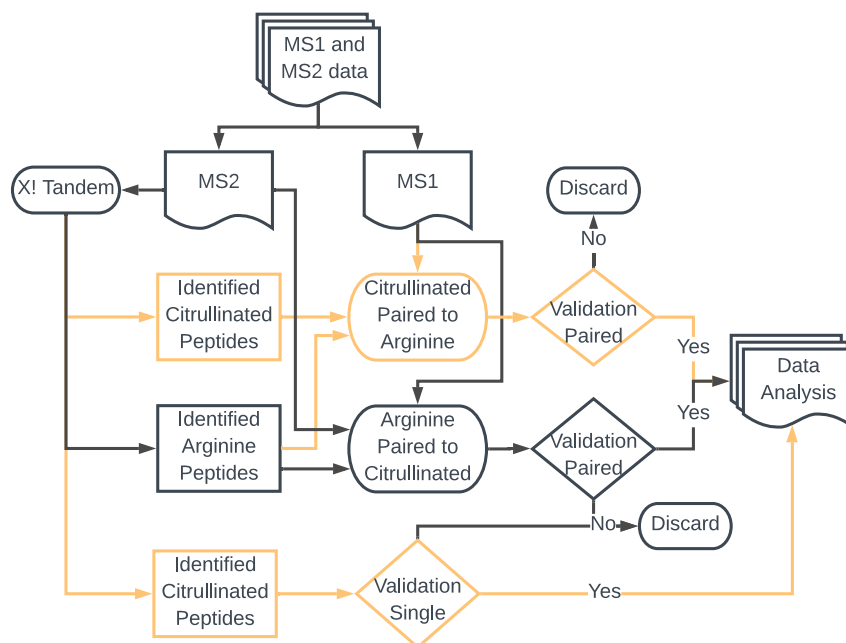 MS1 and
MS2 data
X! Tandem
MS2
MS1
Discard
No
Identified
Citrullinated
Peptides
Citrullinated
Paired to
Arginine
Validation
Paired
Yes
Data
Analysis
Yes
Identified
Arginine
Peptides
Arginine
Paired to
Citrullinated
Validation
Paired
No
Discard
Identified
Citrullinated
Peptides
Validation
Single
Yes